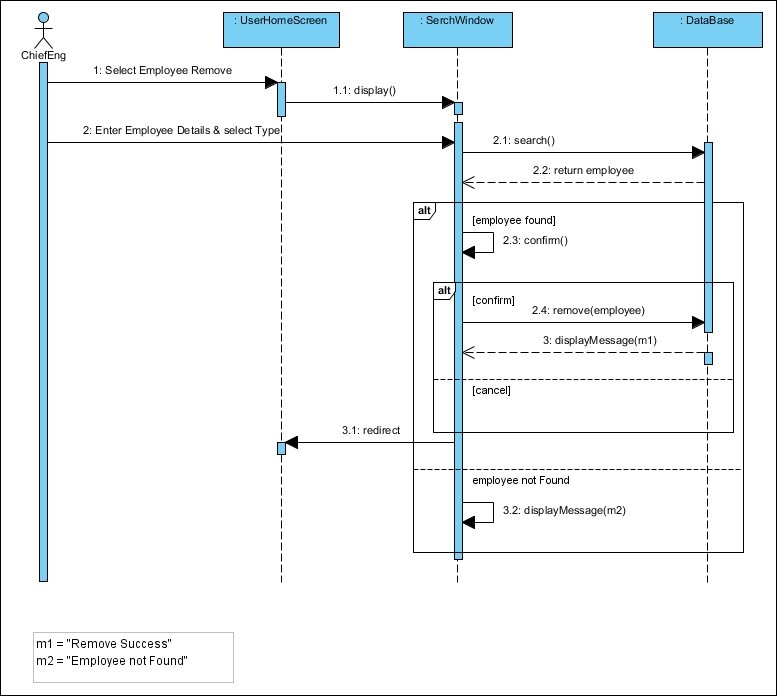 : UserHomeScreen
: SerchWindow
: DataBase
ChiefEng
1: Select Employee Remove
1.1: display()
2: Enter Employee Details & select Type
2.1: search()
2.2: return employee
alt
[employee found]
2.3: confirm()
alt
[confirm]
2.4: remove(employee)
3: displayMessage(m1)
[cancel]
3.1: redirect
employee not Found
3.2: displayMessage(m2)
m1 = "Remove Success"
m2 = "Employee not Found"